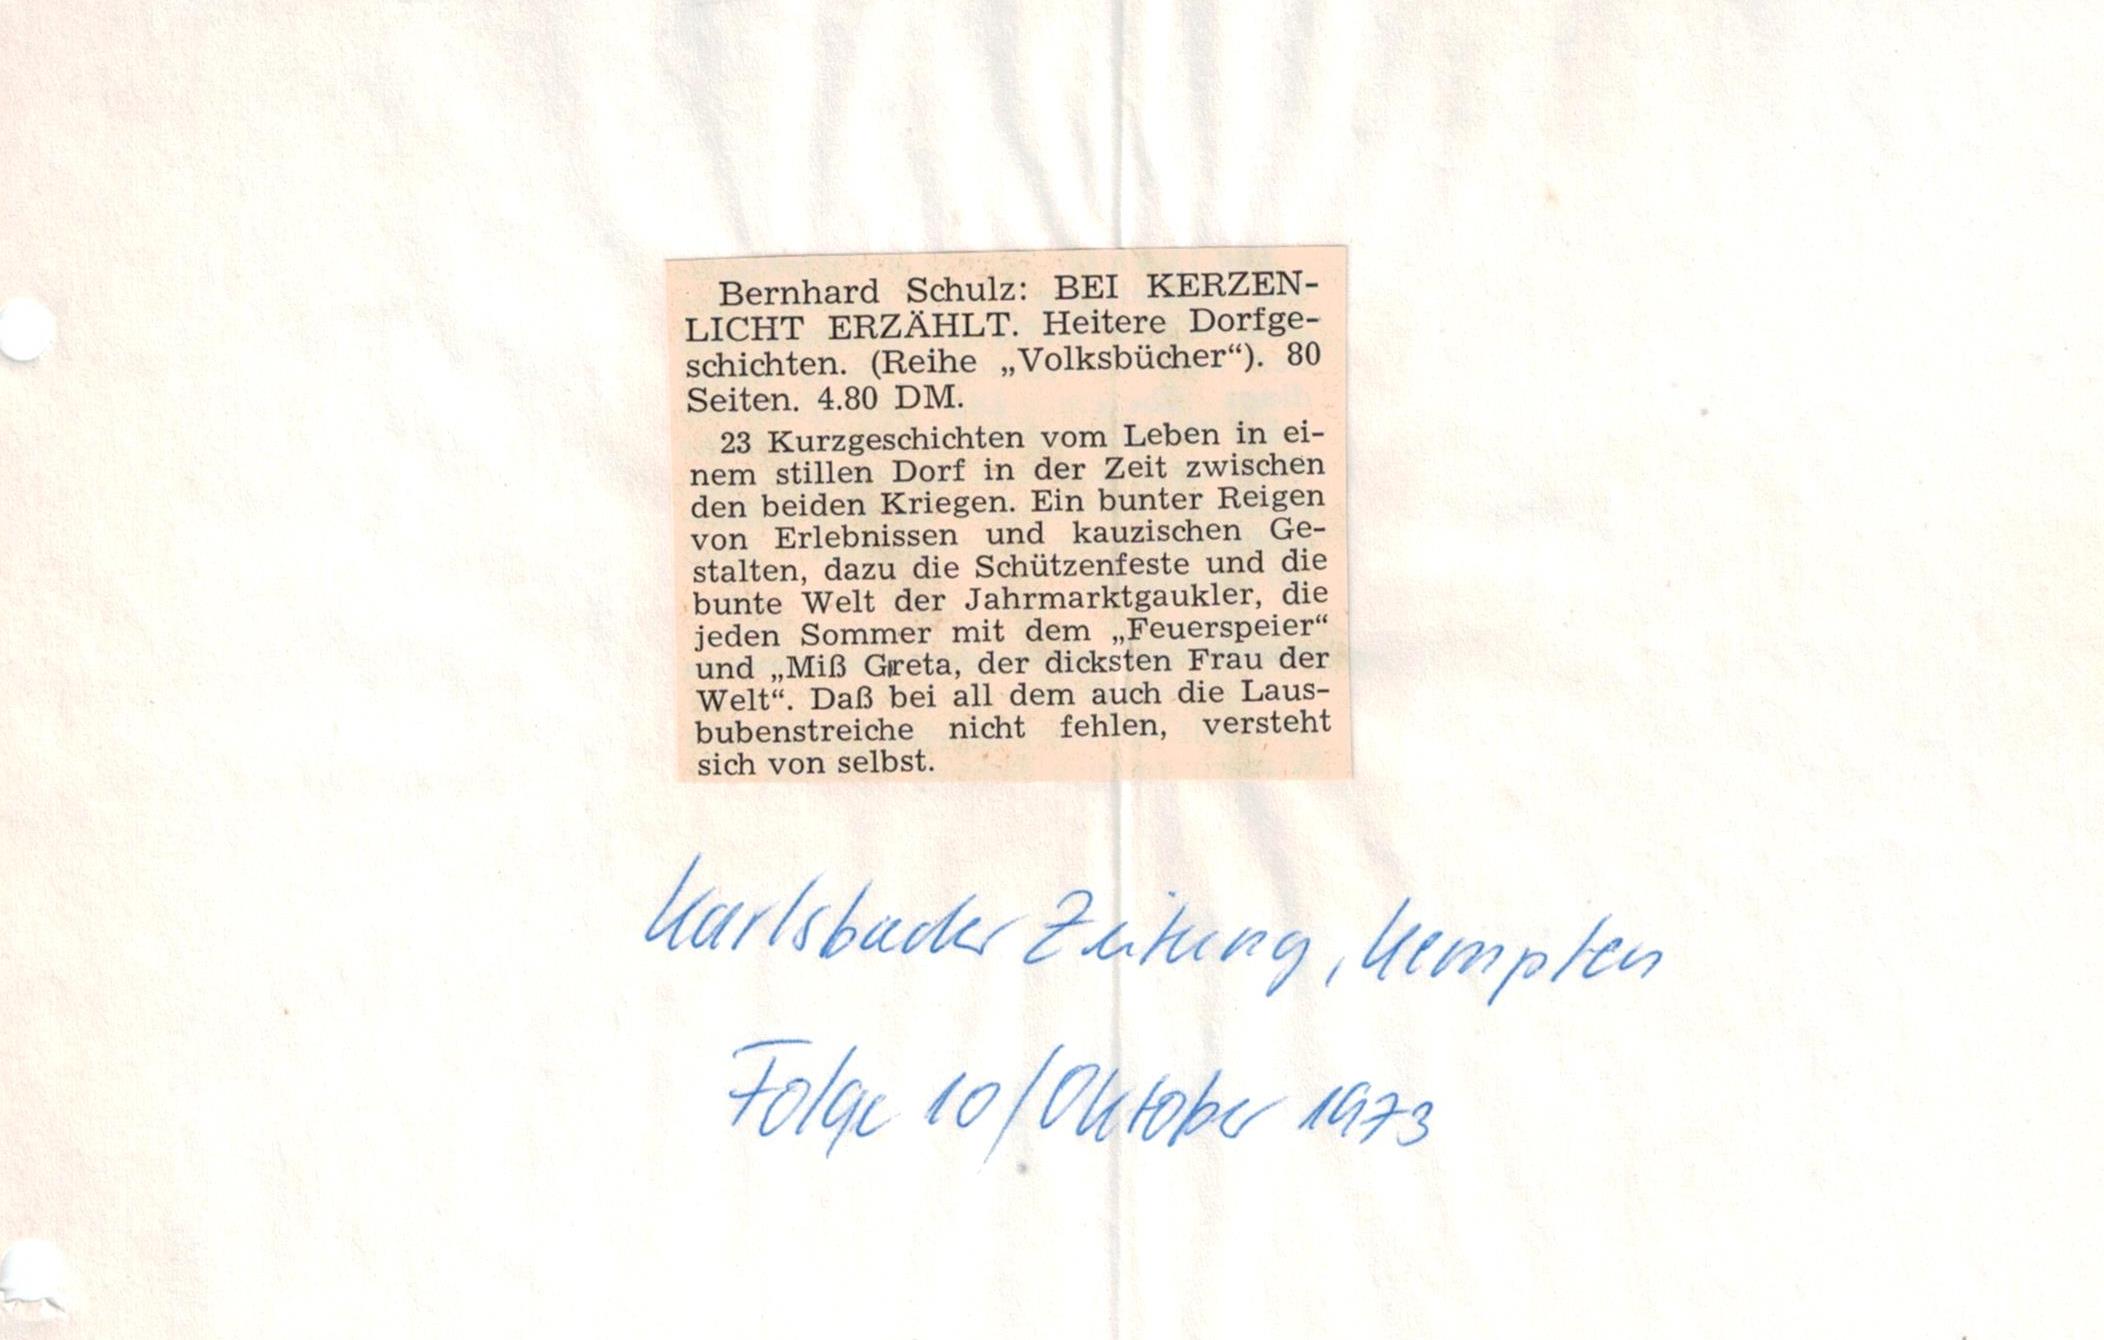 Bernhard Schulz: BEI KERZEN-
LICHT ERZÄHLT. Heitere Dorfge-
schichten. (Reihe „Volksbücher“). 80
Seiten. 4.80 DM.
23 Kurzgeschichten vom Leben in ei-
nem stillen Dorf in der Zeit zwischen
den beiden Kriegen. Ein bunter Reigen
von Erlebnissen und kauzischen Ge-
stalten, dazu die Schützenfeste und die
bunte Welt der Jahrmarktgaukler, die
jeden Sommer mit dem „Feuerspeier“
und „Miß Greta, der dicksten Frau der
Welt“. Daß bei all dem auch die Laus-
bubenstreiche nicht fehlen, versteht
sich von selbst.
Karlsbader Zeitung, Kempten
Folge 10/Oktober 1973